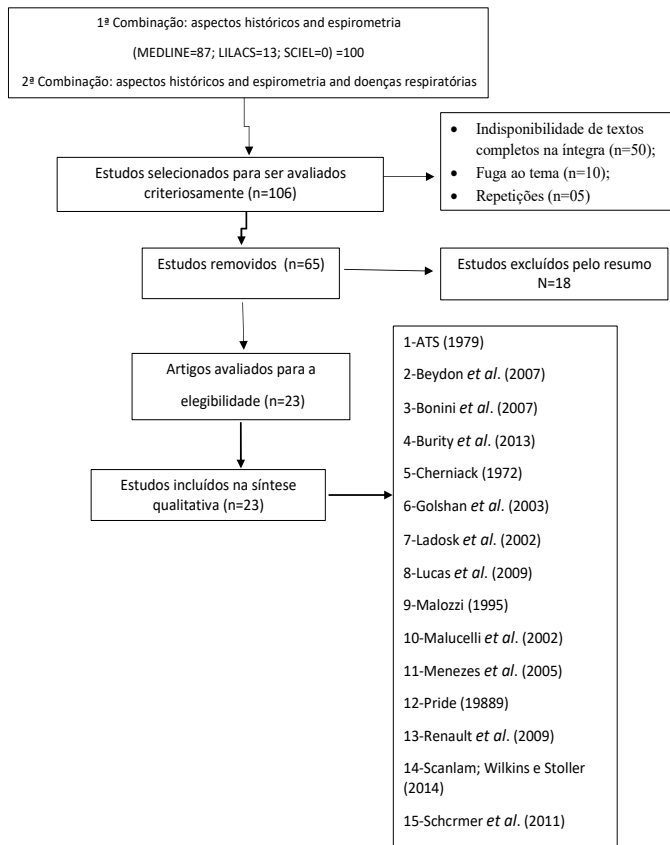 1ª Combinação: aspectos históricos and espirometria
(MEDLINE=87; LILACS=13; SCIEL=0) =100
2ª Combinação: aspectos históricos and espirometria and doenças respiratórias
Estudos selecionados para ser avaliados
criteriosamente (n=106)
• Indisponibilidade de textos
completos na íntegra (n=50);
• Fuga ao tema (n=10);
• Repetições (n=05)
Estudos removidos (n=65)
Estudos excluídos pelo resumo
N=18
Artigos avaliados para a
elegibilidade (n=23)
Estudos incluídos na síntese
qualitativa (n=23)
1-ATS (1979)
2-Beydon et al. (2007)
3-Bonini et al. (2007)
4-Burity et al. (2013)
5-Cherniack (1972)
6-Golshan et al. (2003)
7-Ladosk et al. (2002)
8-Lucas et al. (2009)
9-Malozzi (1995)
10-Malucelli et al. (2002)
11-Menezes et al. (2005)
12-Pride (19889)
13-Renault et al. (2009)
14-Scanlam; Wilkins e Stoller
(2014)
15-Schcrmer et al. (2011)